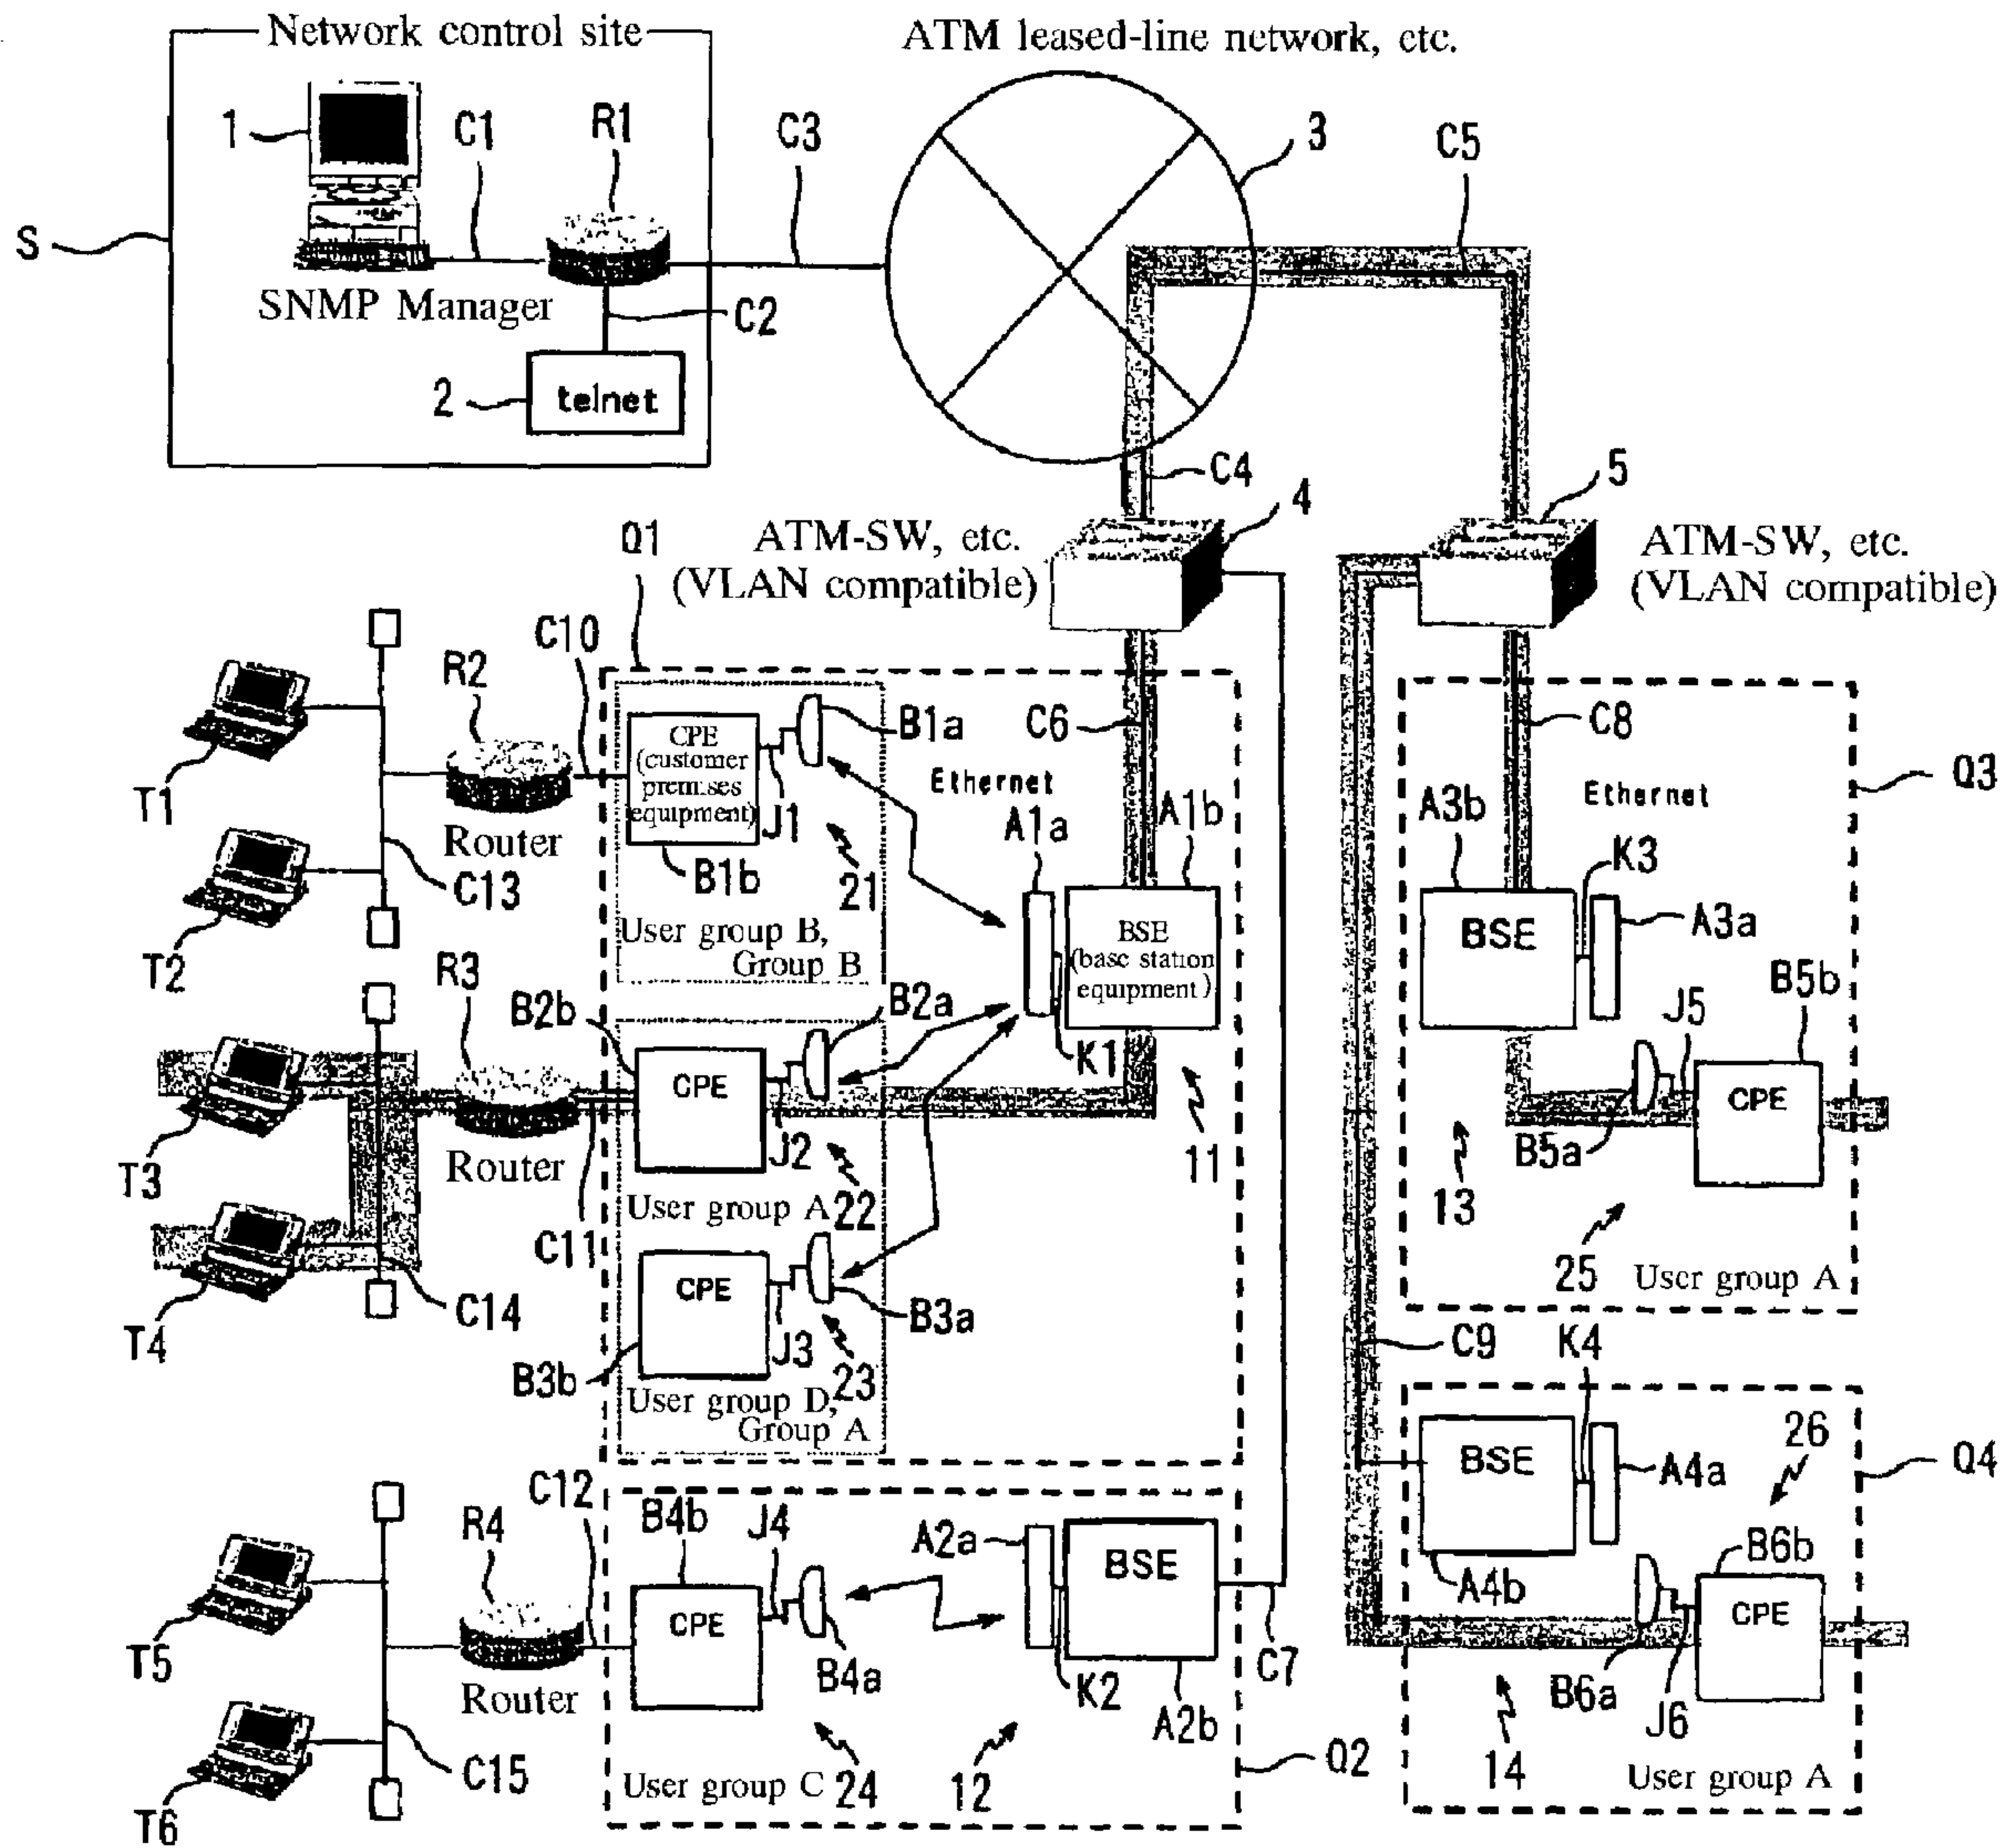 Network control site
ATM leased-line network, etc.
1
C1
R1
C3
3
C5
S
SNMP Manager
C2
2
telnet
C4
4
5
Q1
ATM-SW, etc.
(VLAN compatible)
ATM-SW, etc.
(VLAN compatible)
C10
R2
T1
Router
C13
T2
CPE
(customer
premises
equipment)
J1
B1a
B1b
21
User group B,
Group B
C6
Ethernet
A1a
A1b
BSE
(base station
equipment)
K1
11
C8
Q3
Ethernet
A3b
K3
BSE
A3a
J5
B5b
CPE
B5a
13
25
User group A
R3
B2b
B2a
CPE
J2
22
T3
Router
User group A
C11
T4
C14
CPE
J3
B3a
B3b
23
User group D,
Group A
C9
K4
BSE
A4a
26
Q4
A4b
B6b
CPE
B6a
J6
14
User group A
C12
R4
B4b
J4
A2a
BSE
CPE
B4a
K2
A2b
C7
T5
Router
C15
T6
User group C
24
12
Q2